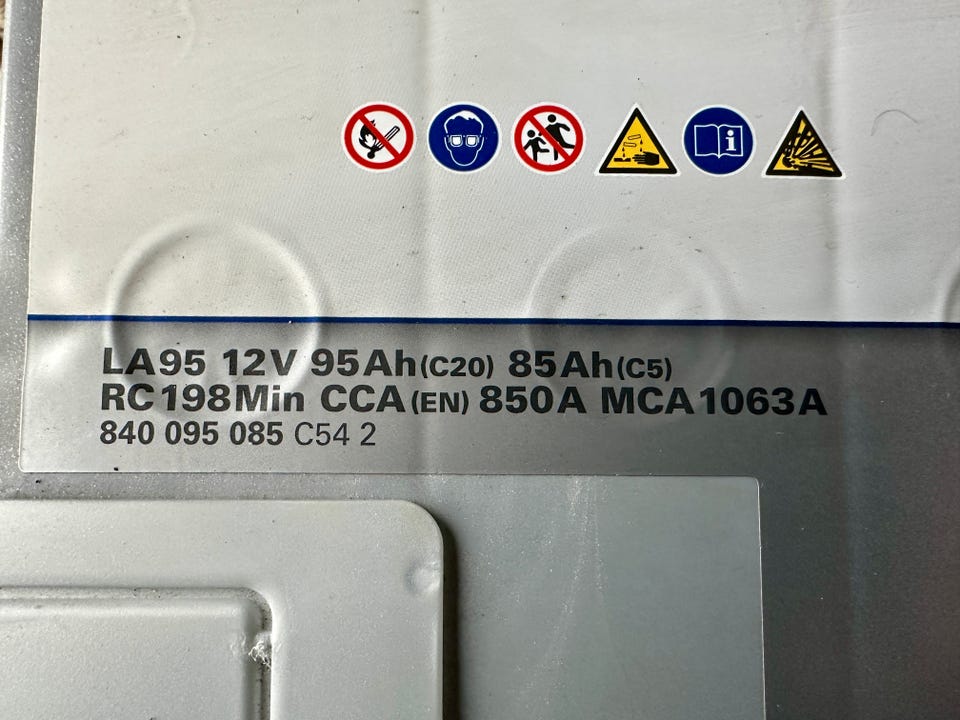 LA95 12V 95Ah(C20) 85Ah(C5)
RC198Min CCA(EN) 850A MCA1063A
840 095 085 C54 2